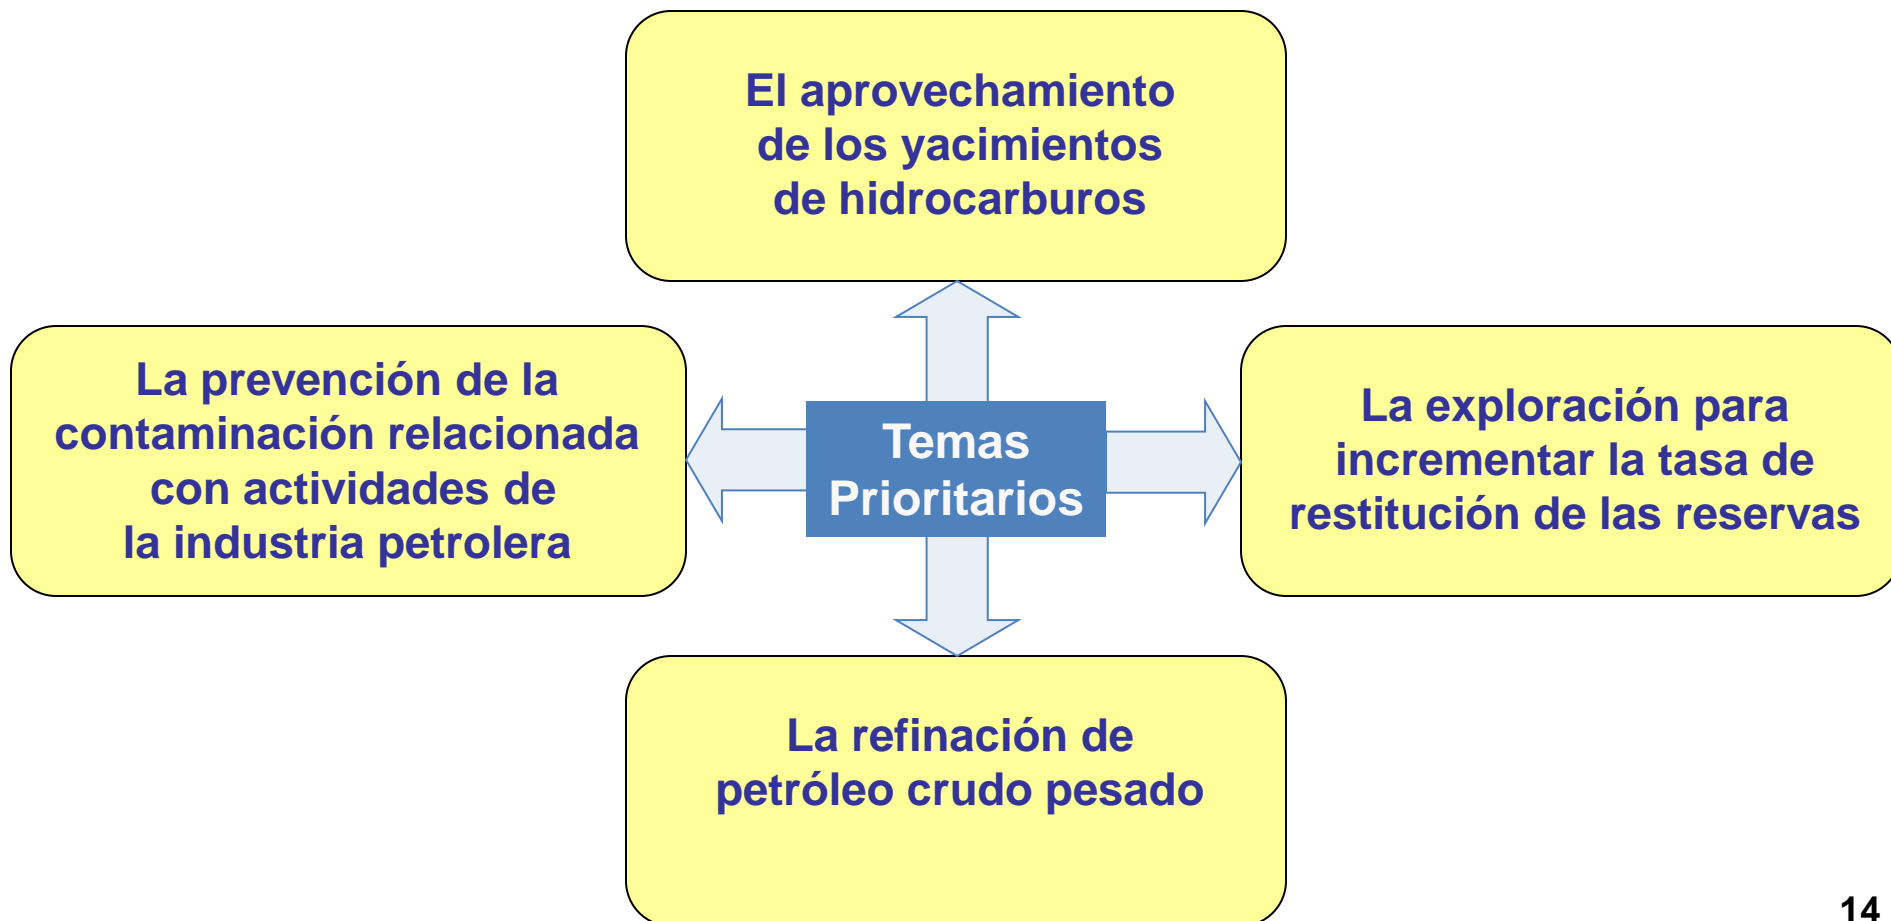 El aprovechamiento
de los yacimientos
de hidrocarburos
La prevención de la
contaminación relacionada
con actividades de
la industria petrolera
Temas
Prioritarios
La exploración para
incrementar la tasa de
restitución de las reservas
La refinación de
petróleo crudo pesado
14